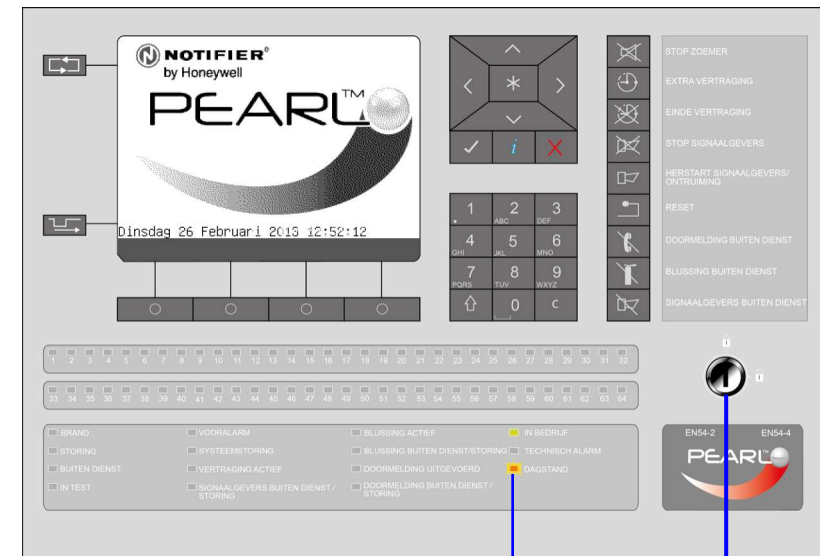 NOTIFIER®
by Honeywell
PEARL™
Dinsdag 26 Februari 2013 12:52:12
*
i
1
2 ABC
3 DEF
4 GHI
5 JKL
6 MNO
7 PQRS
8 TUV
9 WXYZ
0
C
STOP ZOEMER
EXTRA VERTRAGING
EINDE VERTRAGING
STOP SIGNAALGEVERS
HERSTART SIGNAALGEVERS/
ONTRUIMING
RESET
DOORMELDING BUITEN DIENST
BLUSSING BUITEN DIENST
SIGNAALGEVERS BUITEN DIENST
1 2 3 4 5 6 7 8 9 10 11 12 13 14 15 16 17 18 19 20 21 22 23 24 25 26 27 28 29 30 31 32
33 34 35 36 37 38 39 40 41 42 43 44 45 46 47 48 49 50 51 52 53 54 55 56 57 58 59 60 61 62 63 64
BRAND
STORING
BUITEN DIENST
IN TEST
VOORALARM
SYSTEEMSTORING
VERTRAGING ACTIEF
SIGNAALGEVERS BUITEN DIENST /
STORING
BLUSSING ACTIEF
BLUSSING BUITEN DIENST/STORING
DOORMELDING UITGEVOERD
DOORMELDING BUITEN DIENST /
STORING
IN BEDRIJF
TECHNISCH ALARM
DAGSTAND
EN54-2 EN54-4
PEARL